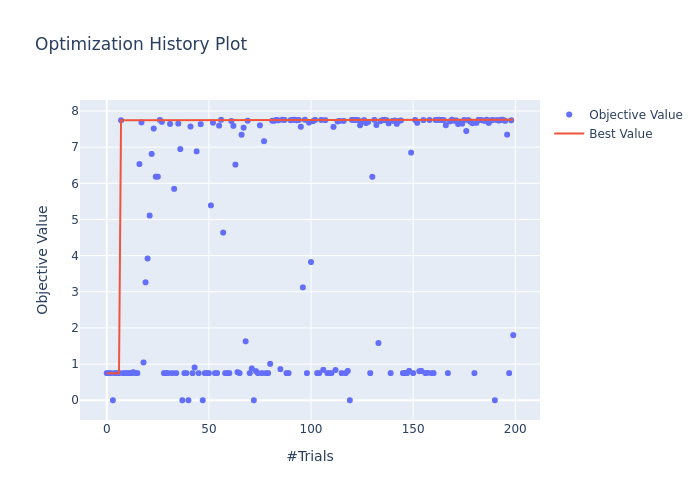 Optimization History Plot
8
7
6
5
4
3
2
1
0
Objective Value
0 50 100 150 200
#Trials
Objective Value
Best Value